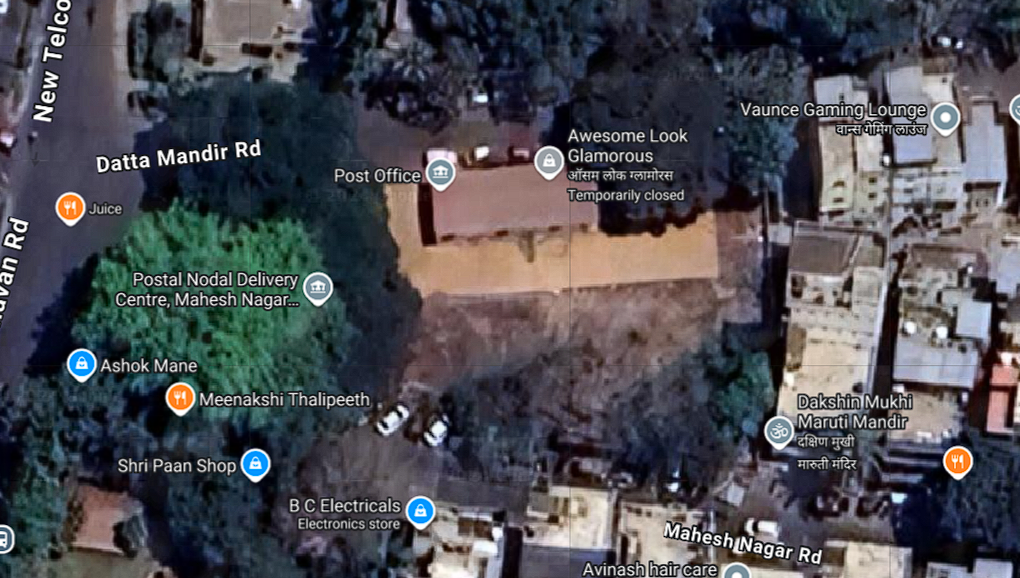 New Telco
Datta Mandir Rd
Juice
Post Office
Awesome Look
Glamorous
ऑसम लोक ग्लामोरस
Temporarily closed
Vaunce Gaming Lounge
वान्स गेमिंग लाउंज
Postal Nodal Delivery
Centre, Mahesh Nagar...
Ashok Mane
Meenakshi Thalipeeth
Shri Paan Shop
B C Electricals
Electronics store
Dakshin Mukhi
Maruti Mandir
दक्षिण मुखी
मारुती मंदिर
Mahesh Nagar Rd
Avinash hair care
Rd